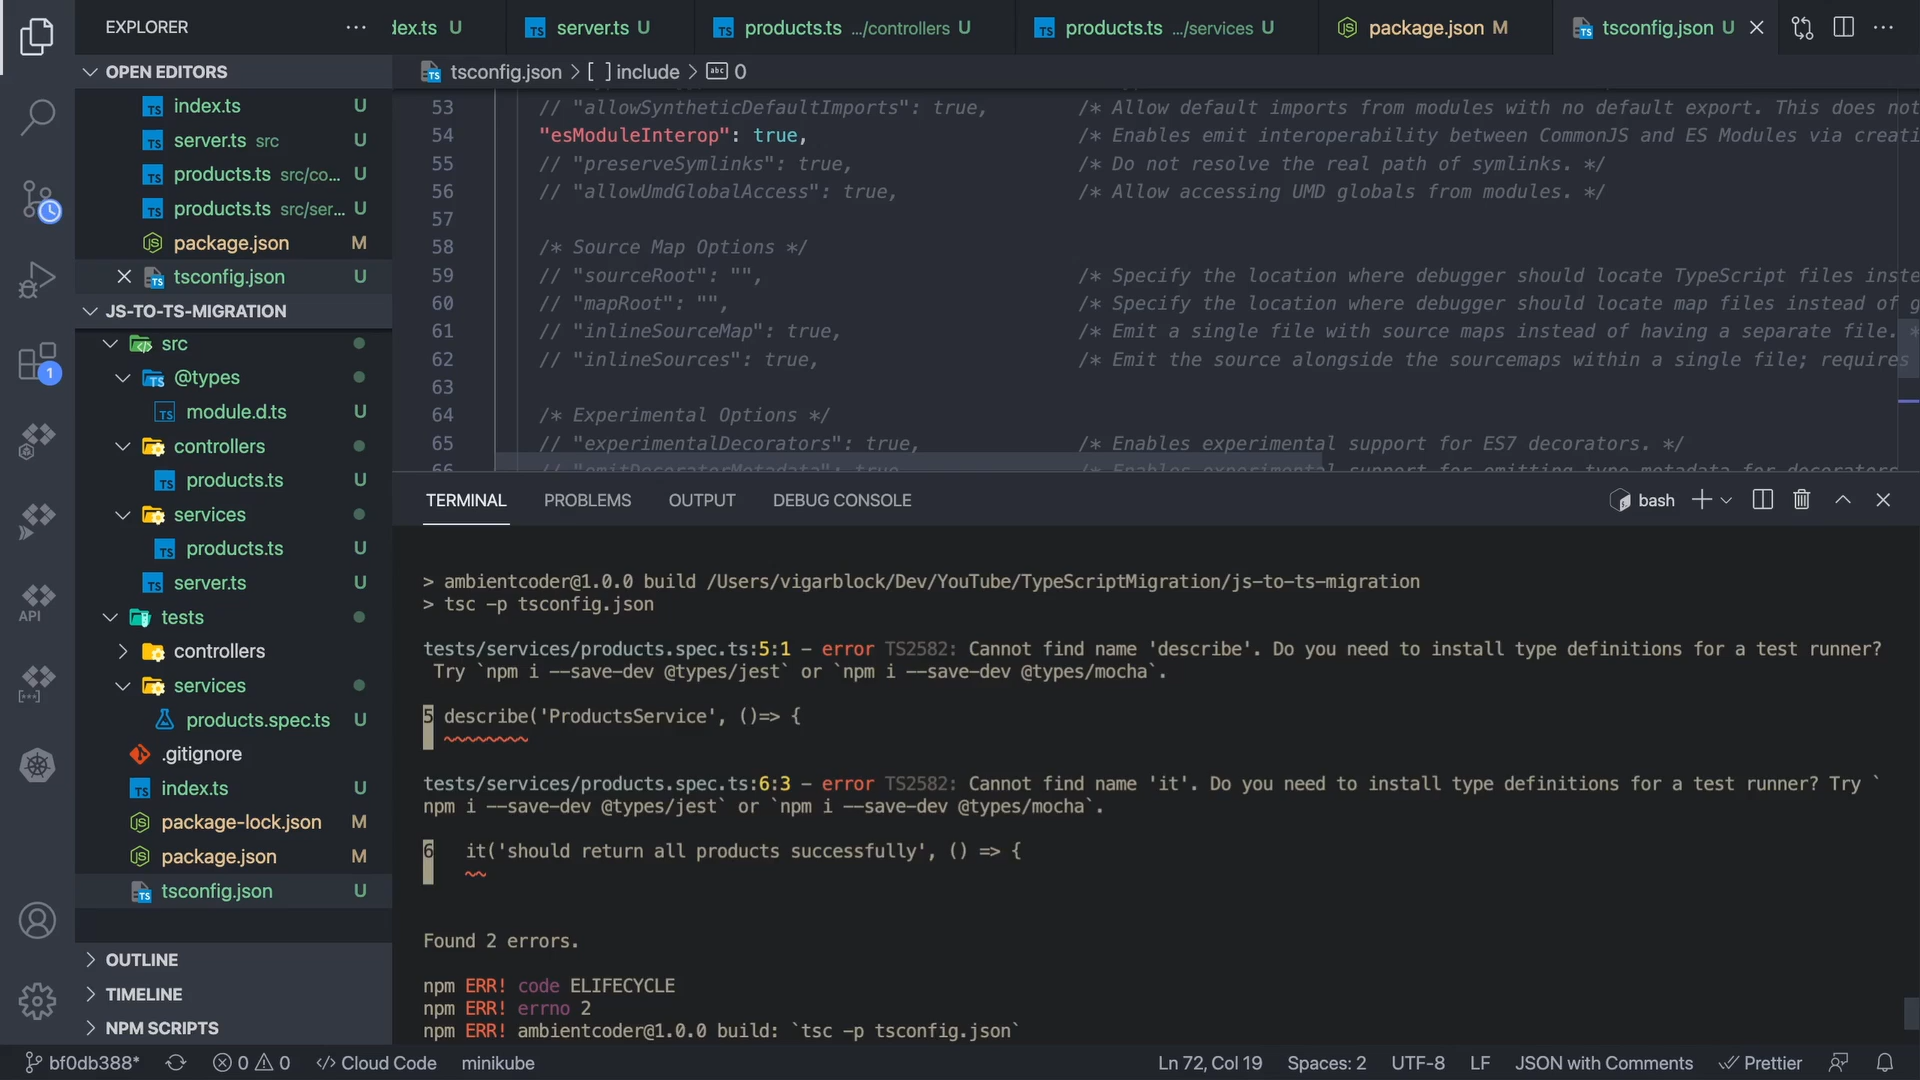 EXPLORER
dex.ts U
server.ts U
products.ts .../controllers U
products.ts .../services U
package.json M
tsconfig.json U
OPEN EDITORS
index.ts U
server.ts src U
products.ts src/co... U
products.ts src/ser... U
package.json M
tsconfig.json U
JS-TO-TS-MIGRATION
src
@types
module.d.ts U
controllers
products.ts U
services
products.ts U
server.ts U
tests
controllers
services
products.spec.ts U
.gitignore
index.ts U
package-lock.json M
package.json M
tsconfig.json U
OUTLINE
TIMELINE
NPM SCRIPTS
1
API
tsconfig.json > [ ] include > abc 0
53 // "allowSyntheticDefaultImports": true, /* Allow default imports from modules with no default export. This does not
54 "esModuleInterop": true, /* Enables emit interoperability between CommonJS and ES Modules via creati
55 // "preserveSymlinks": true, /* Do not resolve the real path of symlinks. */
56 // "allowUmdGlobalAccess": true, /* Allow accessing UMD globals from modules. */
57
58 /* Source Map Options */
59 // "sourceRoot": "", /* Specify the location where debugger should locate TypeScript files inste
60 // "mapRoot": "", /* Specify the location where debugger should locate map files instead of g
61 // "inlineSourceMap": true, /* Emit a single file with source maps instead of having a separate file. *
62 // "inlineSources": true, /* Emit the source alongside the sourcemaps within a single file; requires
63
64 /* Experimental Options */
65 // "experimentalDecorators": true, /* Enables experimental support for ES7 decorators. */
66 // "emitDecoratorMetadata": true, /* Enables experimental support for emitting type metadata for decorators
TERMINAL PROBLEMS OUTPUT DEBUG CONSOLE
bash
> ambientcoder@1.0.0 build /Users/vigarblock/Dev/YouTube/TypeScriptMigration/js-to-ts-migration
> tsc -p tsconfig.json
tests/services/products.spec.ts:5:1 - error TS2582: Cannot find name 'describe'. Do you need to install type definitions for a test runner?
Try `npm i --save-dev @types/jest` or `npm i --save-dev @types/mocha`.
5 describe('ProductsService', ()=> {
tests/services/products.spec.ts:6:3 - error TS2582: Cannot find name 'it'. Do you need to install type definitions for a test runner? Try `
npm i --save-dev @types/jest` or `npm i --save-dev @types/mocha`.
6 it('should return all products successfully', () => {
Found 2 errors.
npm ERR! code ELIFECYCLE
npm ERR! errno 2
npm ERR! ambientcoder@1.0.0 build: `tsc -p tsconfig.json`
bf0db388* 0 0 Cloud Code minikube Ln 72, Col 19 Spaces: 2 UTF-8 LF JSON with Comments Prettier